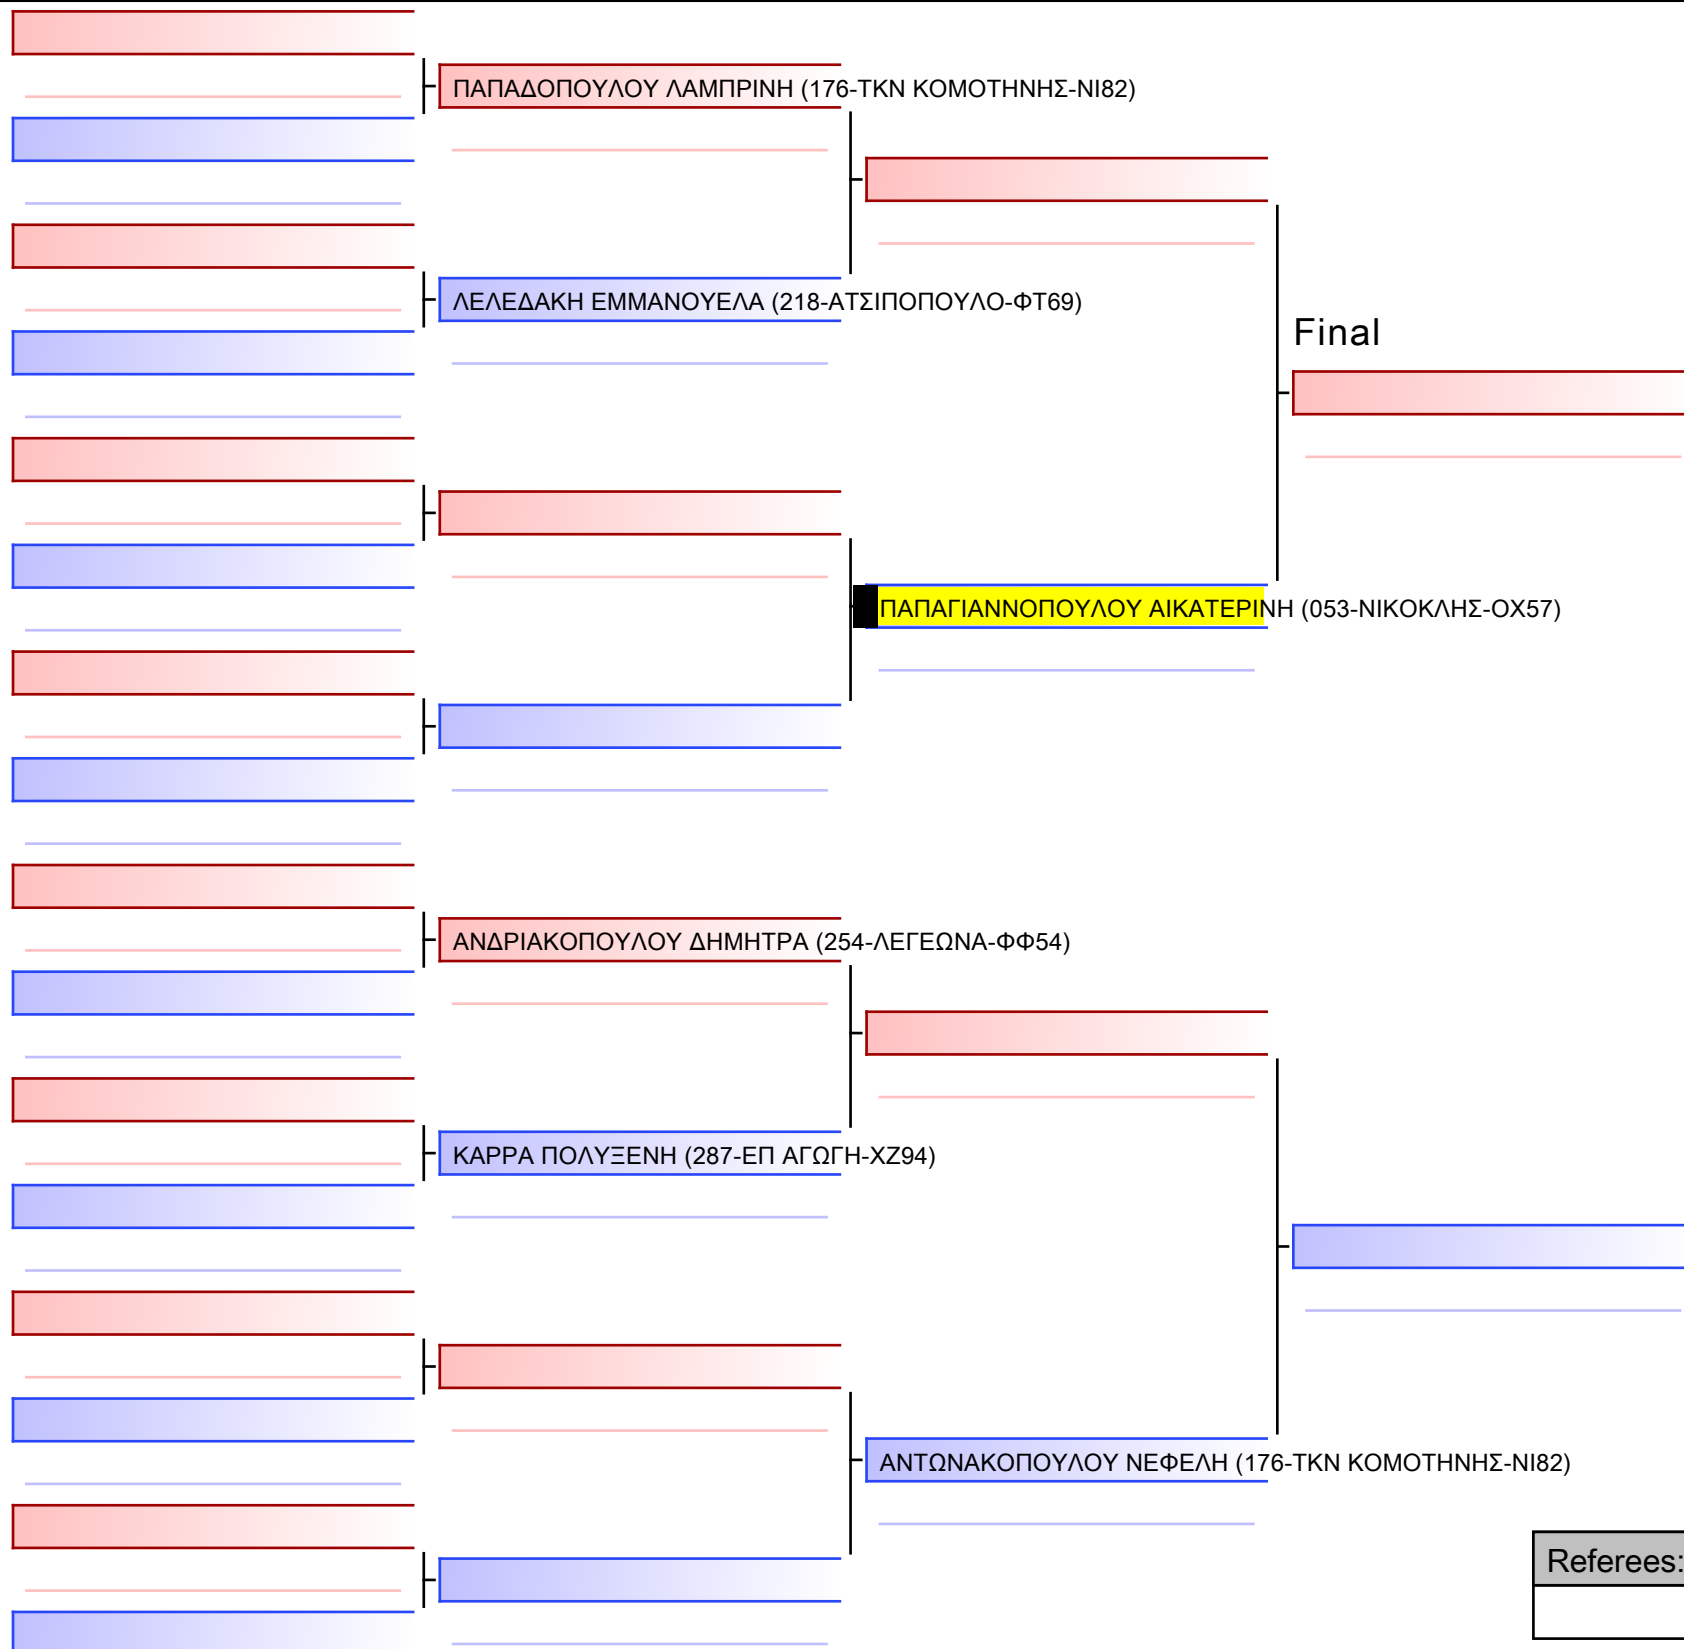 ΠΑΠΑΔΟΠΟΥΛΟΥ ΛΑΜΠΡΙΝΗ (176-ΤΚΝ ΚΟΜΟΤΗΝΗΣ-ΝΙ82)
ΛΕΛΕΔΑΚΗ ΕΜΜΑΝΟΥΕΛΑ (218-ΑΤΣΙΠΟΠΟΥΛΟ-ΦΤ69)
Final
ΠΑΠΑΓΙΑΝΝΟΠΟΥΛΟΥ ΑΙΚΑΤΕΡΙΝΗ (053-ΝΙΚΟΚΛΗΣ-ΟΧ57)
ΑΝΔΡΙΑΚΟΠΟΥΛΟΥ ΔΗΜΗΤΡΑ (254-ΛΕΓΕΩΝΑ-ΦΦ54)
ΚΑΡΡΑ ΠΟΛΥΞΕΝΗ (287-ΕΠ ΑΓΩΓΗ-ΧΖ94)
ΑΝΤΩΝΑΚΟΠΟΥΛΟΥ ΝΕΦΕΛΗ (176-ΤΚΝ ΚΟΜΟΤΗΝΗΣ-ΝΙ82)
Referees: